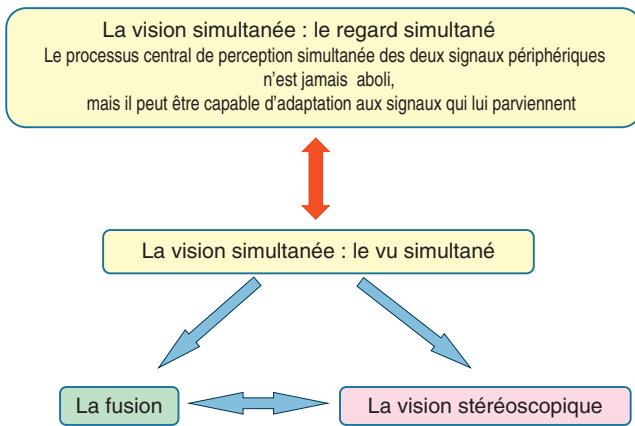 La vision simultanée : le regard simultané
Le processus central de perception simultanée des deux signaux périphériques
n'est jamais aboli,
mais il peut être capable d'adaptation aux signaux qui lui parviennent
La vision simultanée : le vu simultané
La fusion
La vision stéréoscopique